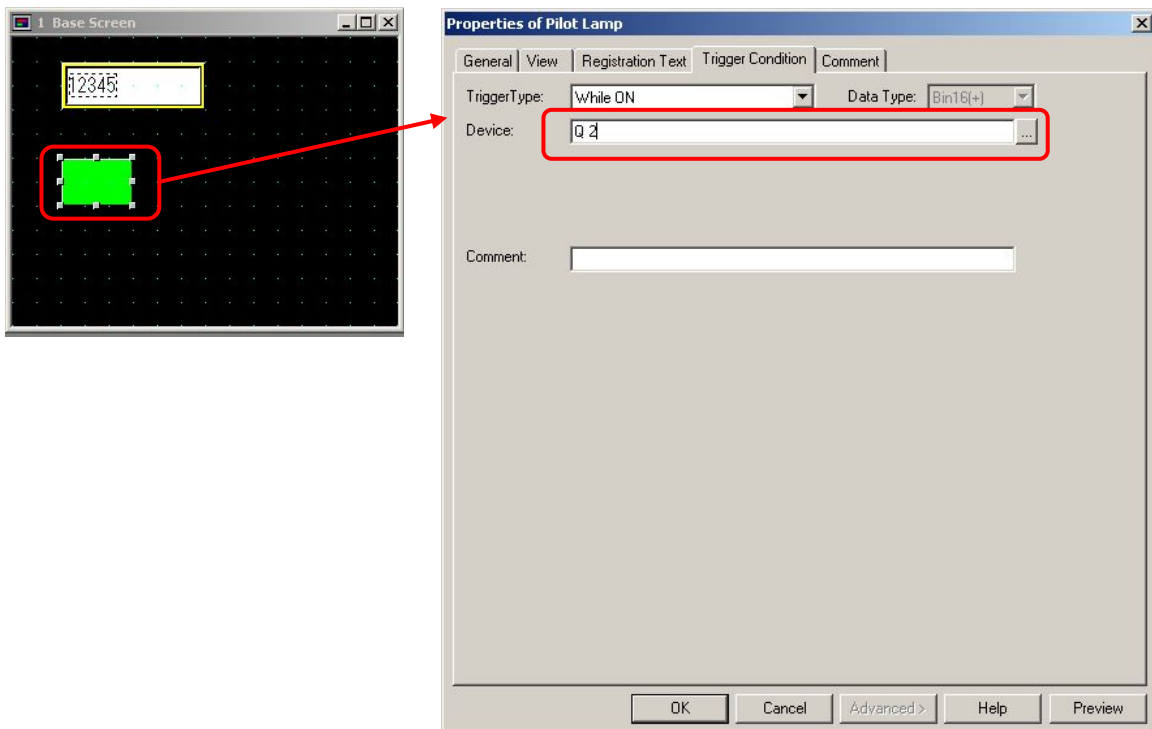 1 Base Screen
12345
Properties of Pilot Lamp
General View Registration Text Trigger Condition Comment
TriggerType: While ON Data Type: Bin16(+)
Device: Q 2 ...
Comment:
OK Cancel Advanced > Help Preview